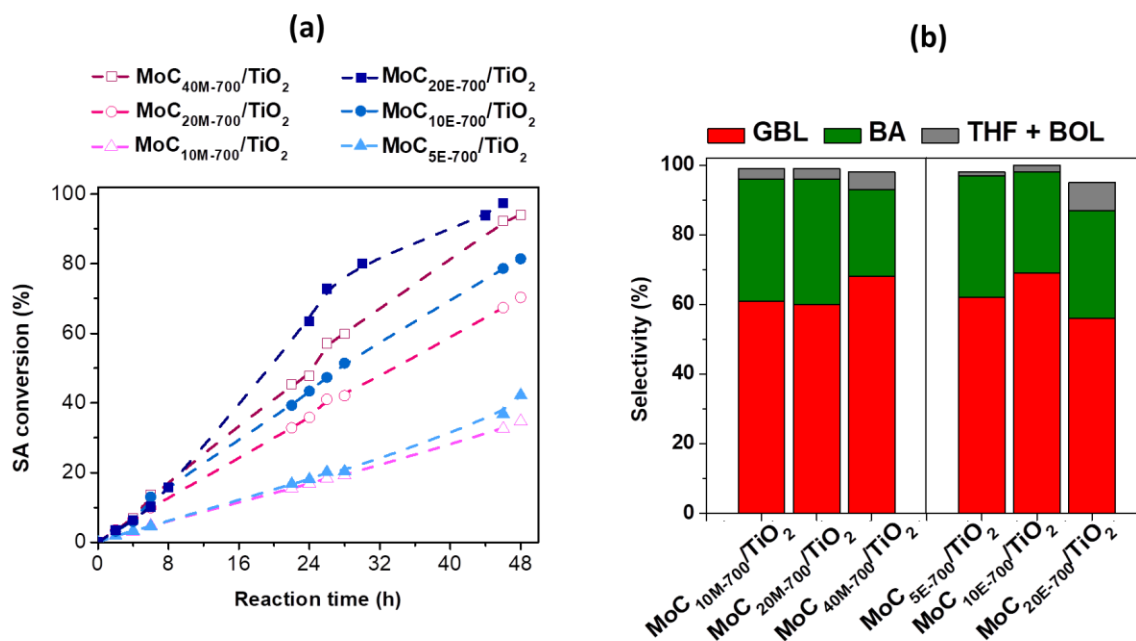 (a)
MoC40M-700/TiO2
MoC20E-700/TiO2
MoC20M-700/TiO2
MoC10E-700/TiO2
MoC10M-700/TiO2
MoC5E-700/TiO2
100
80
60
40
20
0
SA conversion (%)
0 8 16 24 32 40 48
Reaction time (h)
(b)
GBL BA THF + BOL
100
80
60
40
20
0
Selectivity (%)
MoC 10M-700/TiO2
MoC 20M-700/TiO2
MoC 40M-700/TiO2
MoC 5E-700/TiO2
MoC 10E-700/TiO2
MoC 20E-700/TiO2